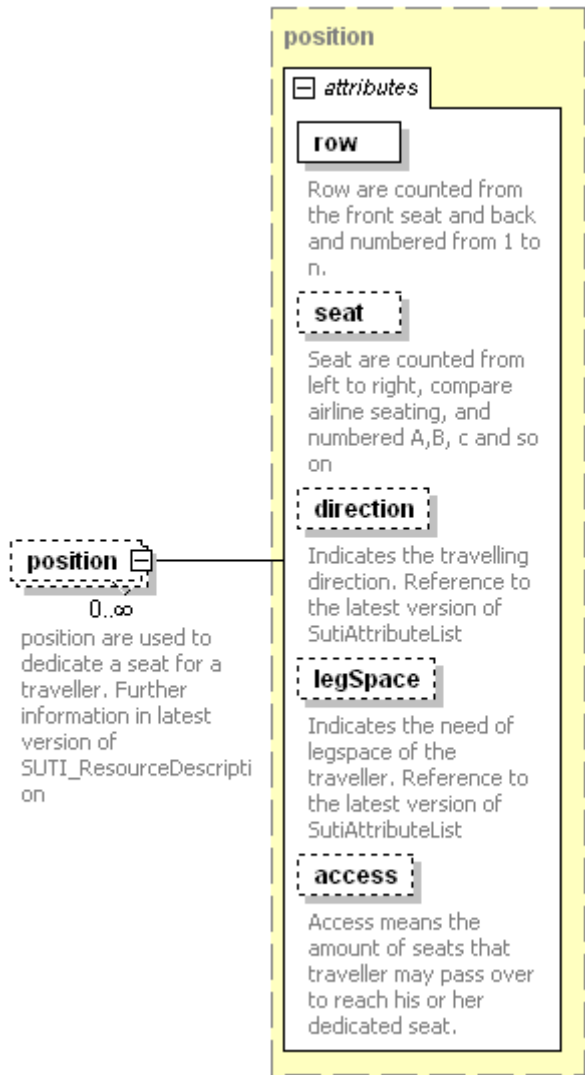 position
attributes
row
Row are counted from
the front seat and back
and numbered from 1 to
n.
seat
Seat are counted from
left to right, compare
airline seating, and
numbered A,B, c and so
on
direction
Indicates the travelling
direction. Reference to
the latest version of
SutiAttributeList
legSpace
Indicates the need of
legspace of the
traveller. Reference to
the latest version of
SutiAttributeList
access
Access means the
amount of seats that
traveller may pass over
to reach his or her
dedicated seat.
position
0..∞
position are used to
dedicate a seat for a
traveller. Further
information in latest
version of
SUTI_ResourceDescripti
on